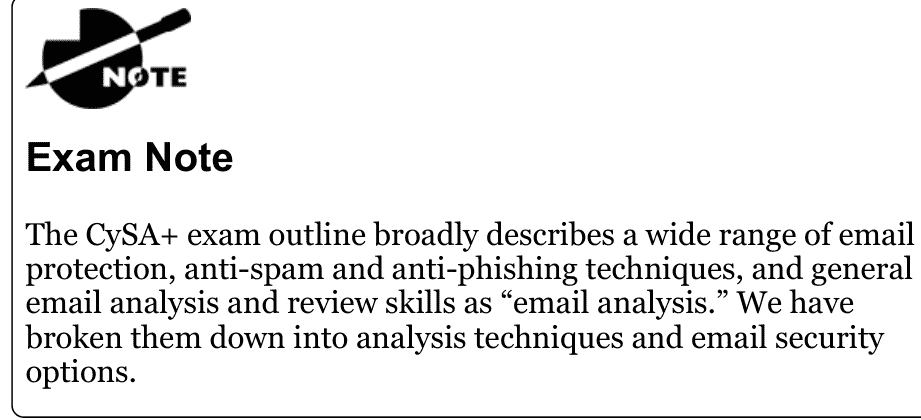 NOTE
Exam Note
The CySA+ exam outline broadly describes a wide range of email
protection, anti-spam and anti-phishing techniques, and general
email analysis and review skills as “email analysis.” We have
broken them down into analysis techniques and email security
options.